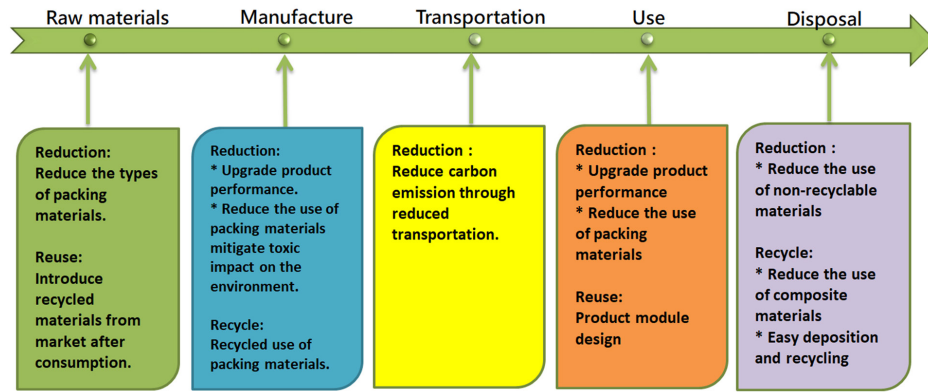 Raw materials
Manufacture
Transportation
Use
Disposal
Reduction:
Reduce the types
of packing
materials.
Reuse:
Introduce
recycled
materials from
market after
consumption.
Reduction:
* Upgrade product
performance.
* Reduce the use of
packing materials
mitigate toxic
impact on the
environment.
Recycle:
Recycled use of
packing materials.
Reduction :
Reduce carbon
emission through
reduced
transportation.
Reduction :
* Upgrade product
performance
* Reduce the use
of packing
materials
Reuse:
Product module
design
Reduction :
* Reduce the use
of non-recyclable
materials
Recycle:
* Reduce the use
of composite
materials
* Easy deposition
and recycling